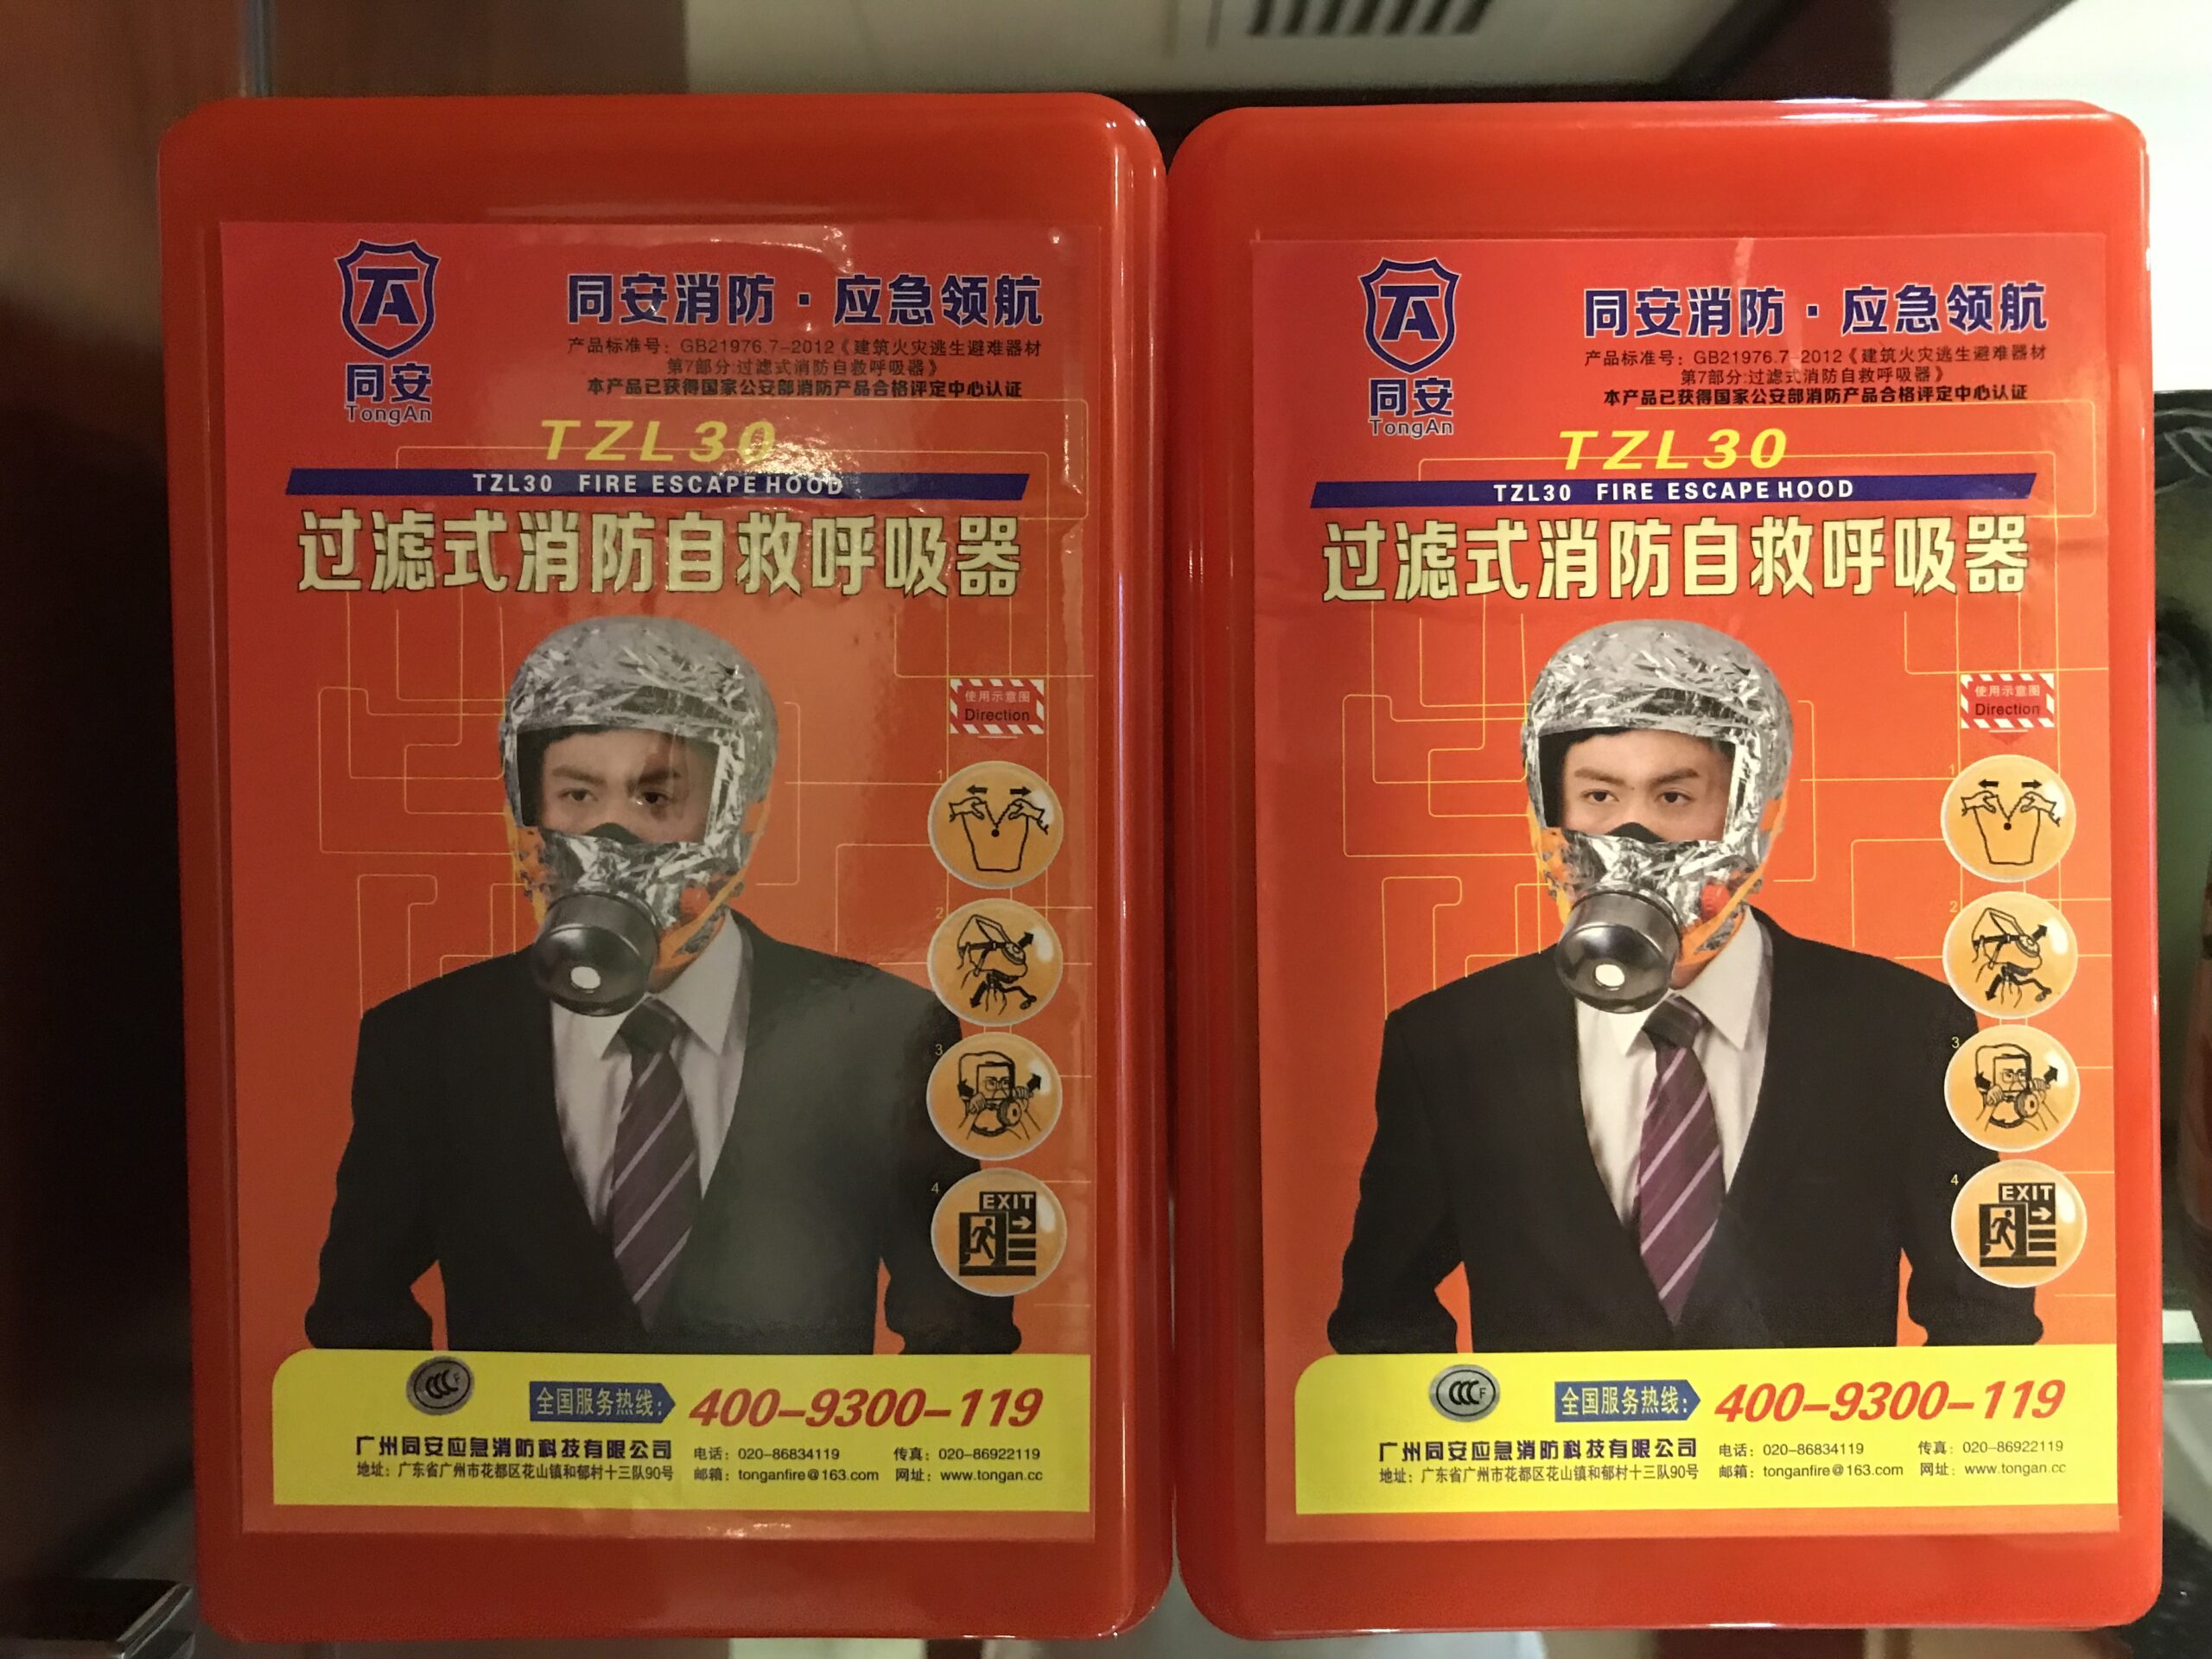 同安
TongAn
同安消防·应急领航
产品标准号：GB21976.7-2012《建筑火灾逃生避难器材
第7部分:过滤式消防自救呼吸器》
本产品已获得国家公安部消防产品合格评定中心认证
TZL30
TZL30 FIRE ESCAPE HOOD
过滤式消防自救呼吸器
使用示意图
Direction
1
2
3
4
EXIT
CCC F
全国服务热线： 400-9300-119
广州同安应急消防科技有限公司 电话：020-86834119 传真：020-86922119
地址：广东省广州市花都区花山镇和郁村十三队90号 邮箱：tonganfire@163.com 网址：www.tongan.cc
同安
TongAn
同安消防·应急领航
产品标准号：GB21976.7-2012《建筑火灾逃生避难器材
第7部分:过滤式消防自救呼吸器》
本产品已获得国家公安部消防产品合格评定中心认证
TZL30
TZL30 FIRE ESCAPE HOOD
过滤式消防自救呼吸器
使用示意图
Direction
1
2
3
4
EXIT
CCC F
全国服务热线： 400-9300-119
广州同安应急消防科技有限公司 电话：020-86834119 传真：020-86922119
地址：广东省广州市花都区花山镇和郁村十三队90号 邮箱：tonganfire@163.com 网址：www.tongan.cc